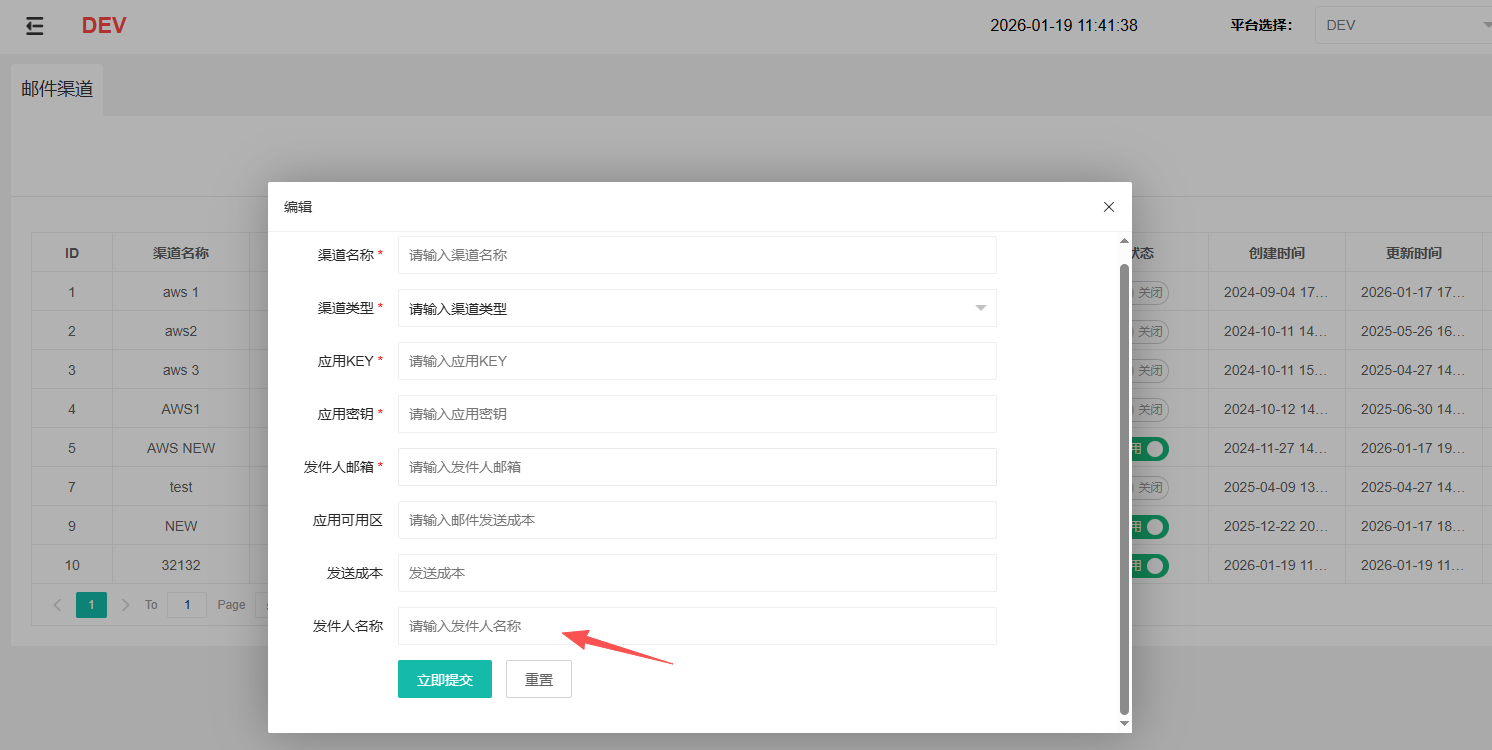 DEV
2026-01-19 11:41:38
平台选择：
DEV
邮件渠道
编辑
渠道名称 *
请输入渠道名称
渠道类型 *
请输入渠道类型
应用KEY *
请输入应用KEY
应用密钥 *
请输入应用密钥
发件人邮箱 *
请输入发件人邮箱
应用可用区
请输入邮件发送成本
发送成本
发送成本
发件人名称
请输入发件人名称
立即提交
重置
ID 渠道名称 态 创建时间 更新时间
1 aws 1 关闭 2024-09-04 17... 2026-01-17 17...
2 aws2 关闭 2024-10-11 14... 2025-05-26 16...
3 aws 3 关闭 2024-10-11 15... 2025-04-27 14...
4 AWS1 关闭 2024-10-12 14... 2025-06-30 14...
5 AWS NEW 用 2024-11-27 14... 2026-01-17 19...
7 test 关闭 2025-04-09 13... 2025-04-27 14...
9 NEW 用 2025-12-22 20... 2026-01-17 18...
10 32132 用 2026-01-19 11... 2026-01-19 11...
1 To 1 Page